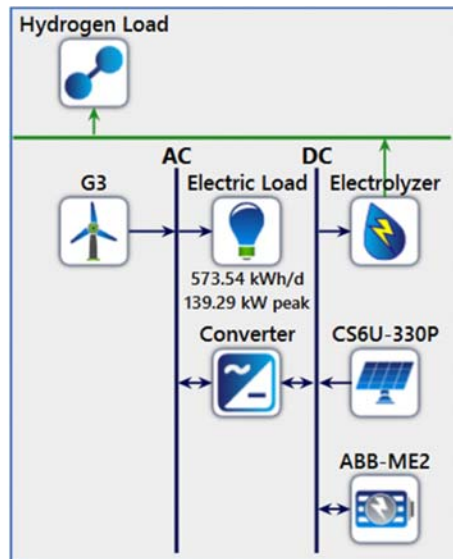 Hydrogen Load
AC
DC
G3
Electric Load
Electrolyzer
573.54 kWh/d
139.29 kW peak
Converter
CS6U-330P
ABB-ME2